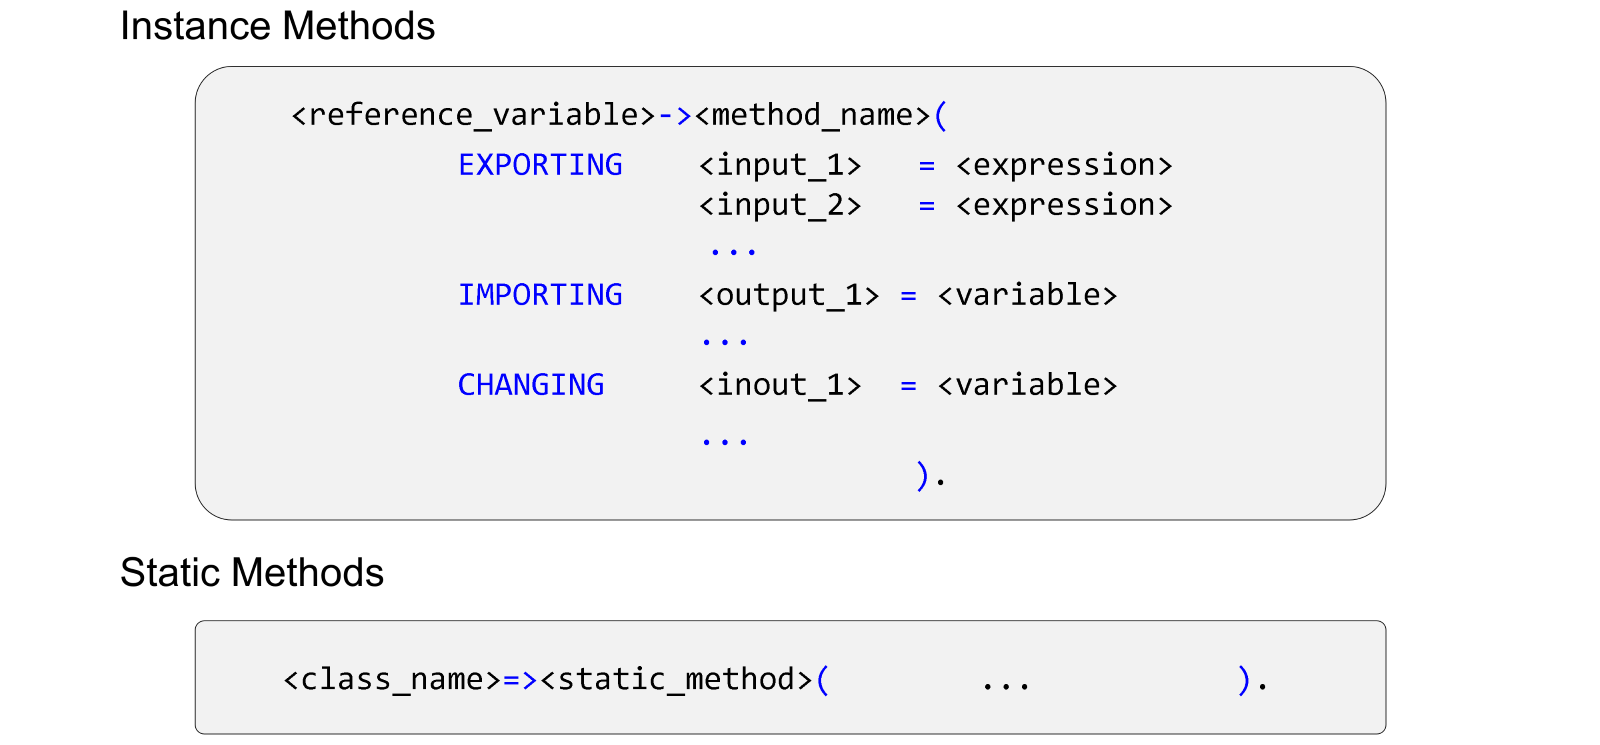 Instance Methods
<reference_variable>-><method_name>(
EXPORTING <input_1> = <expression>
<input_2> = <expression>
...
IMPORTING <output_1> = <variable>
...
CHANGING <inout_1> = <variable>
...
).
Static Methods
<class_name>=><static_method>( ... ).